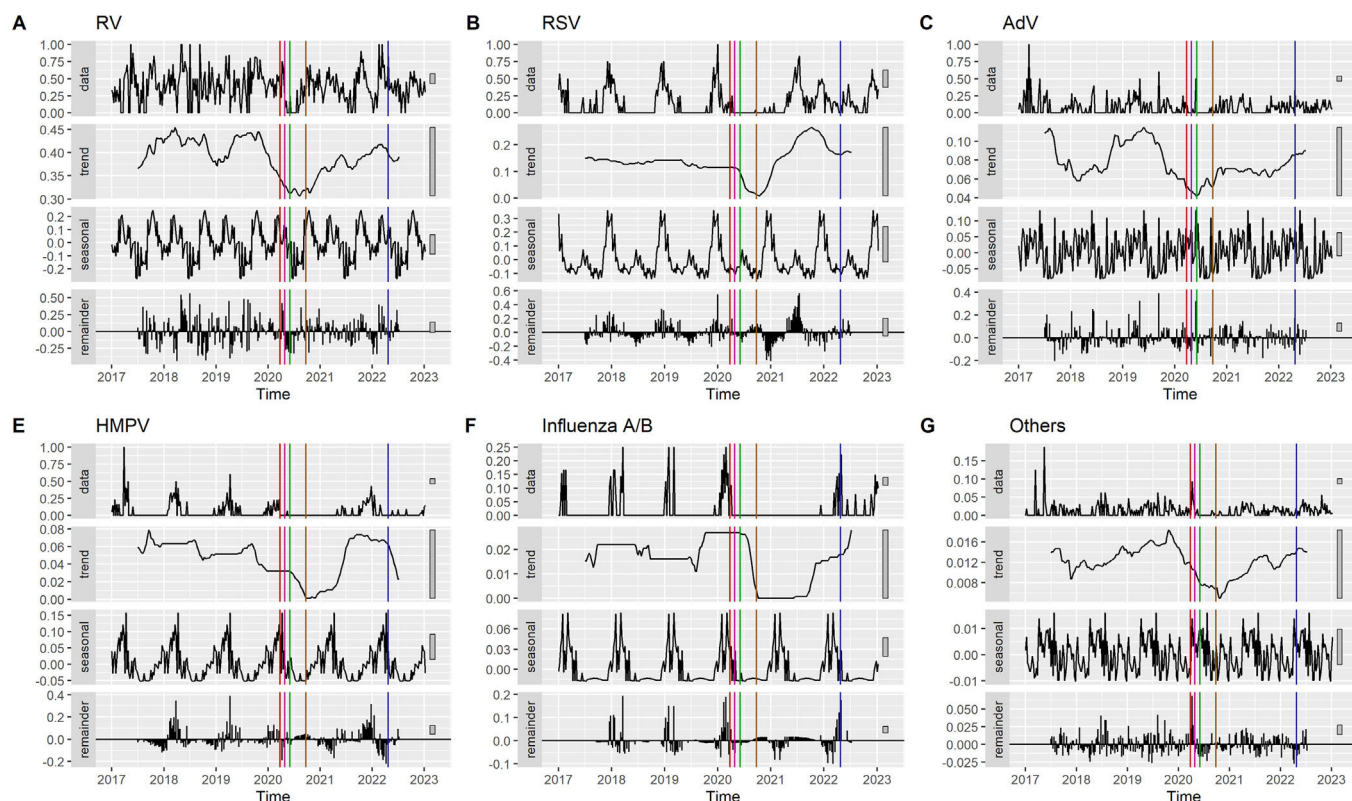 A RV
data
1.00
0.75
0.50
0.25
0.00
trend
0.45
0.40
0.35
0.30
seasonal
0.2
0.1
0.0
-0.1
-0.2
remainder
0.50
0.25
0.00
-0.25
2017 2018 2019 2020 2021 2022 2023
Time
B RSV
data
1.00
0.75
0.50
0.25
0.00
trend
0.2
0.1
0.0
seasonal
0.3
0.2
0.1
0.0
-0.1
remainder
0.6
0.4
0.2
0.0
-0.2
-0.4
2017 2018 2019 2020 2021 2022 2023
Time
C AdV
data
1.00
0.75
0.50
0.25
0.00
trend
0.10
0.08
0.06
0.04
seasonal
0.10
0.05
0.00
-0.05
remainder
0.4
0.2
0.0
-0.2
2017 2018 2019 2020 2021 2022 2023
Time
E HMPV
data
1.00
0.75
0.50
0.25
0.00
trend
0.08
0.06
0.04
0.02
0.00
seasonal
0.15
0.10
0.05
0.00
-0.05
remainder
0.4
0.2
0.0
-0.2
2017 2018 2019 2020 2021 2022 2023
Time
F Influenza A/B
data
0.25
0.20
0.15
0.10
0.05
0.00
trend
0.02
0.01
0.00
seasonal
0.06
0.03
0.00
remainder
0.2
0.1
0.0
-0.1
2017 2018 2019 2020 2021 2022 2023
Time
G Others
data
0.15
0.10
0.05
0.00
trend
0.016
0.012
0.008
seasonal
0.01
0.00
-0.01
remainder
0.050
0.025
0.000
-0.025
2017 2018 2019 2020 2021 2022 2023
Time